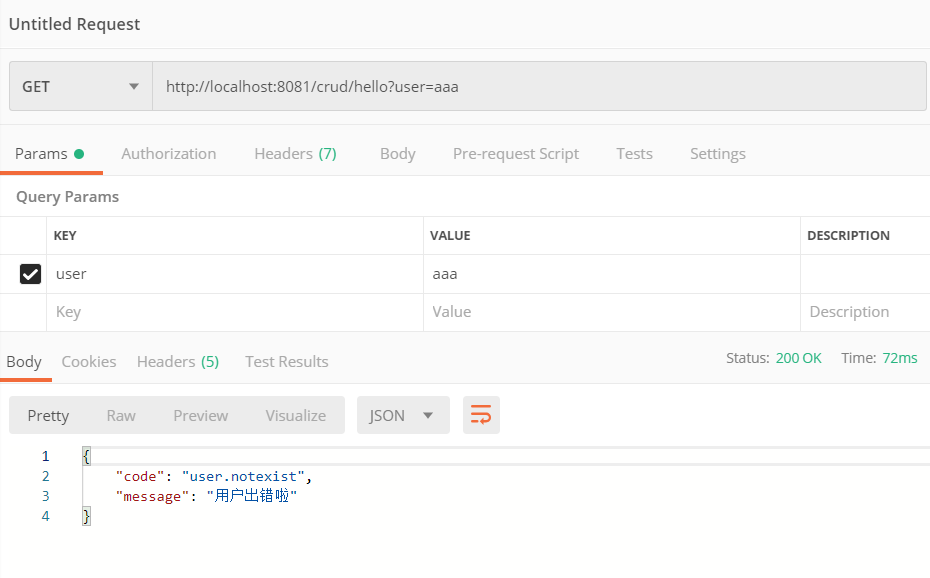 Untitled Request
GET http://localhost:8081/crud/hello?user=aaa
Params Authorization Headers (7) Body Pre-request Script Tests Settings
Query Params
KEY VALUE DESCRIPTION
user aaa
Key Value Description
Body Cookies Headers (5) Test Results Status: 200 OK Time: 72ms
Pretty Raw Preview Visualize JSON
1 {
2 "code": "user.notexist",
3 "message": "用户出错啦"
4 }